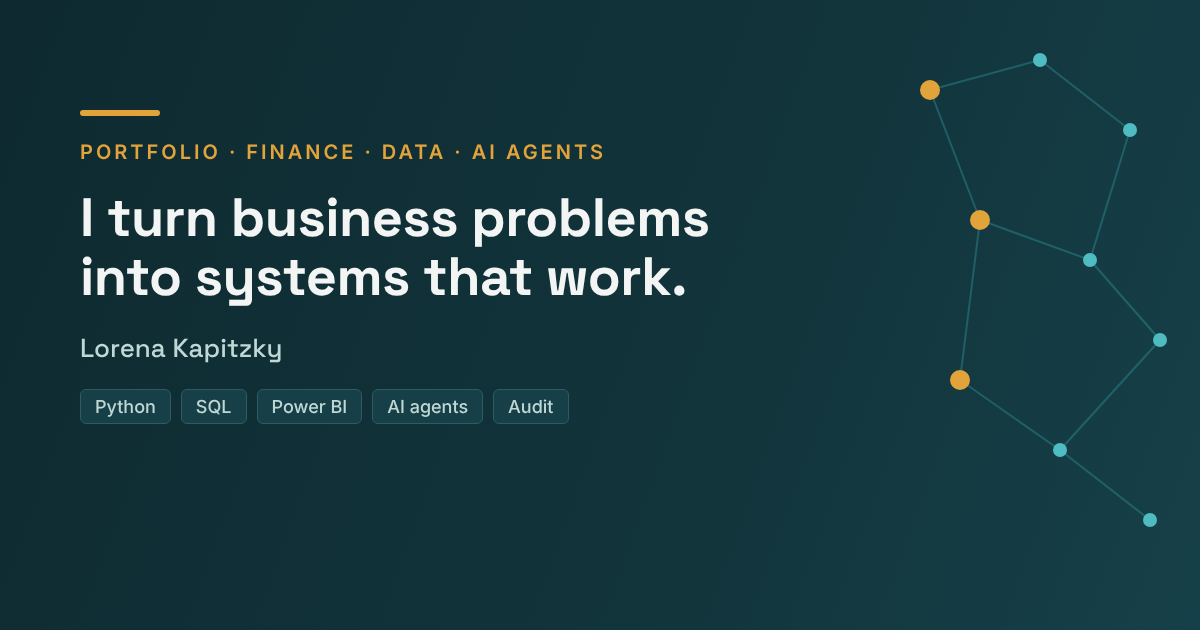 PORTFOLIO · FINANCE · DATA · AI AGENTS
I turn business problems
into systems that work.
Lorena Kapitzky
Python SQL Power BI AI agents Audit